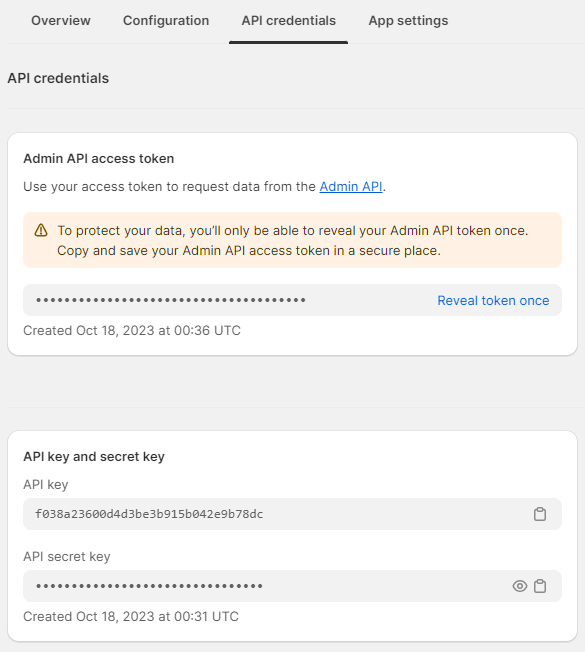 Overview Configuration API credentials App settings
API credentials
Admin API access token
Use your access token to request data from the Admin API.
To protect your data, you’ll only be able to reveal your Admin API token once.
Copy and save your Admin API access token in a secure place.
•••••••••••••••••••••••••••••••••••••• Reveal token once
Created Oct 18, 2023 at 00:36 UTC
API key and secret key
API key
f038a23600d4d3be3b915b042e9b78dc
API secret key
••••••••••••••••••••••••••••••••
Created Oct 18, 2023 at 00:31 UTC